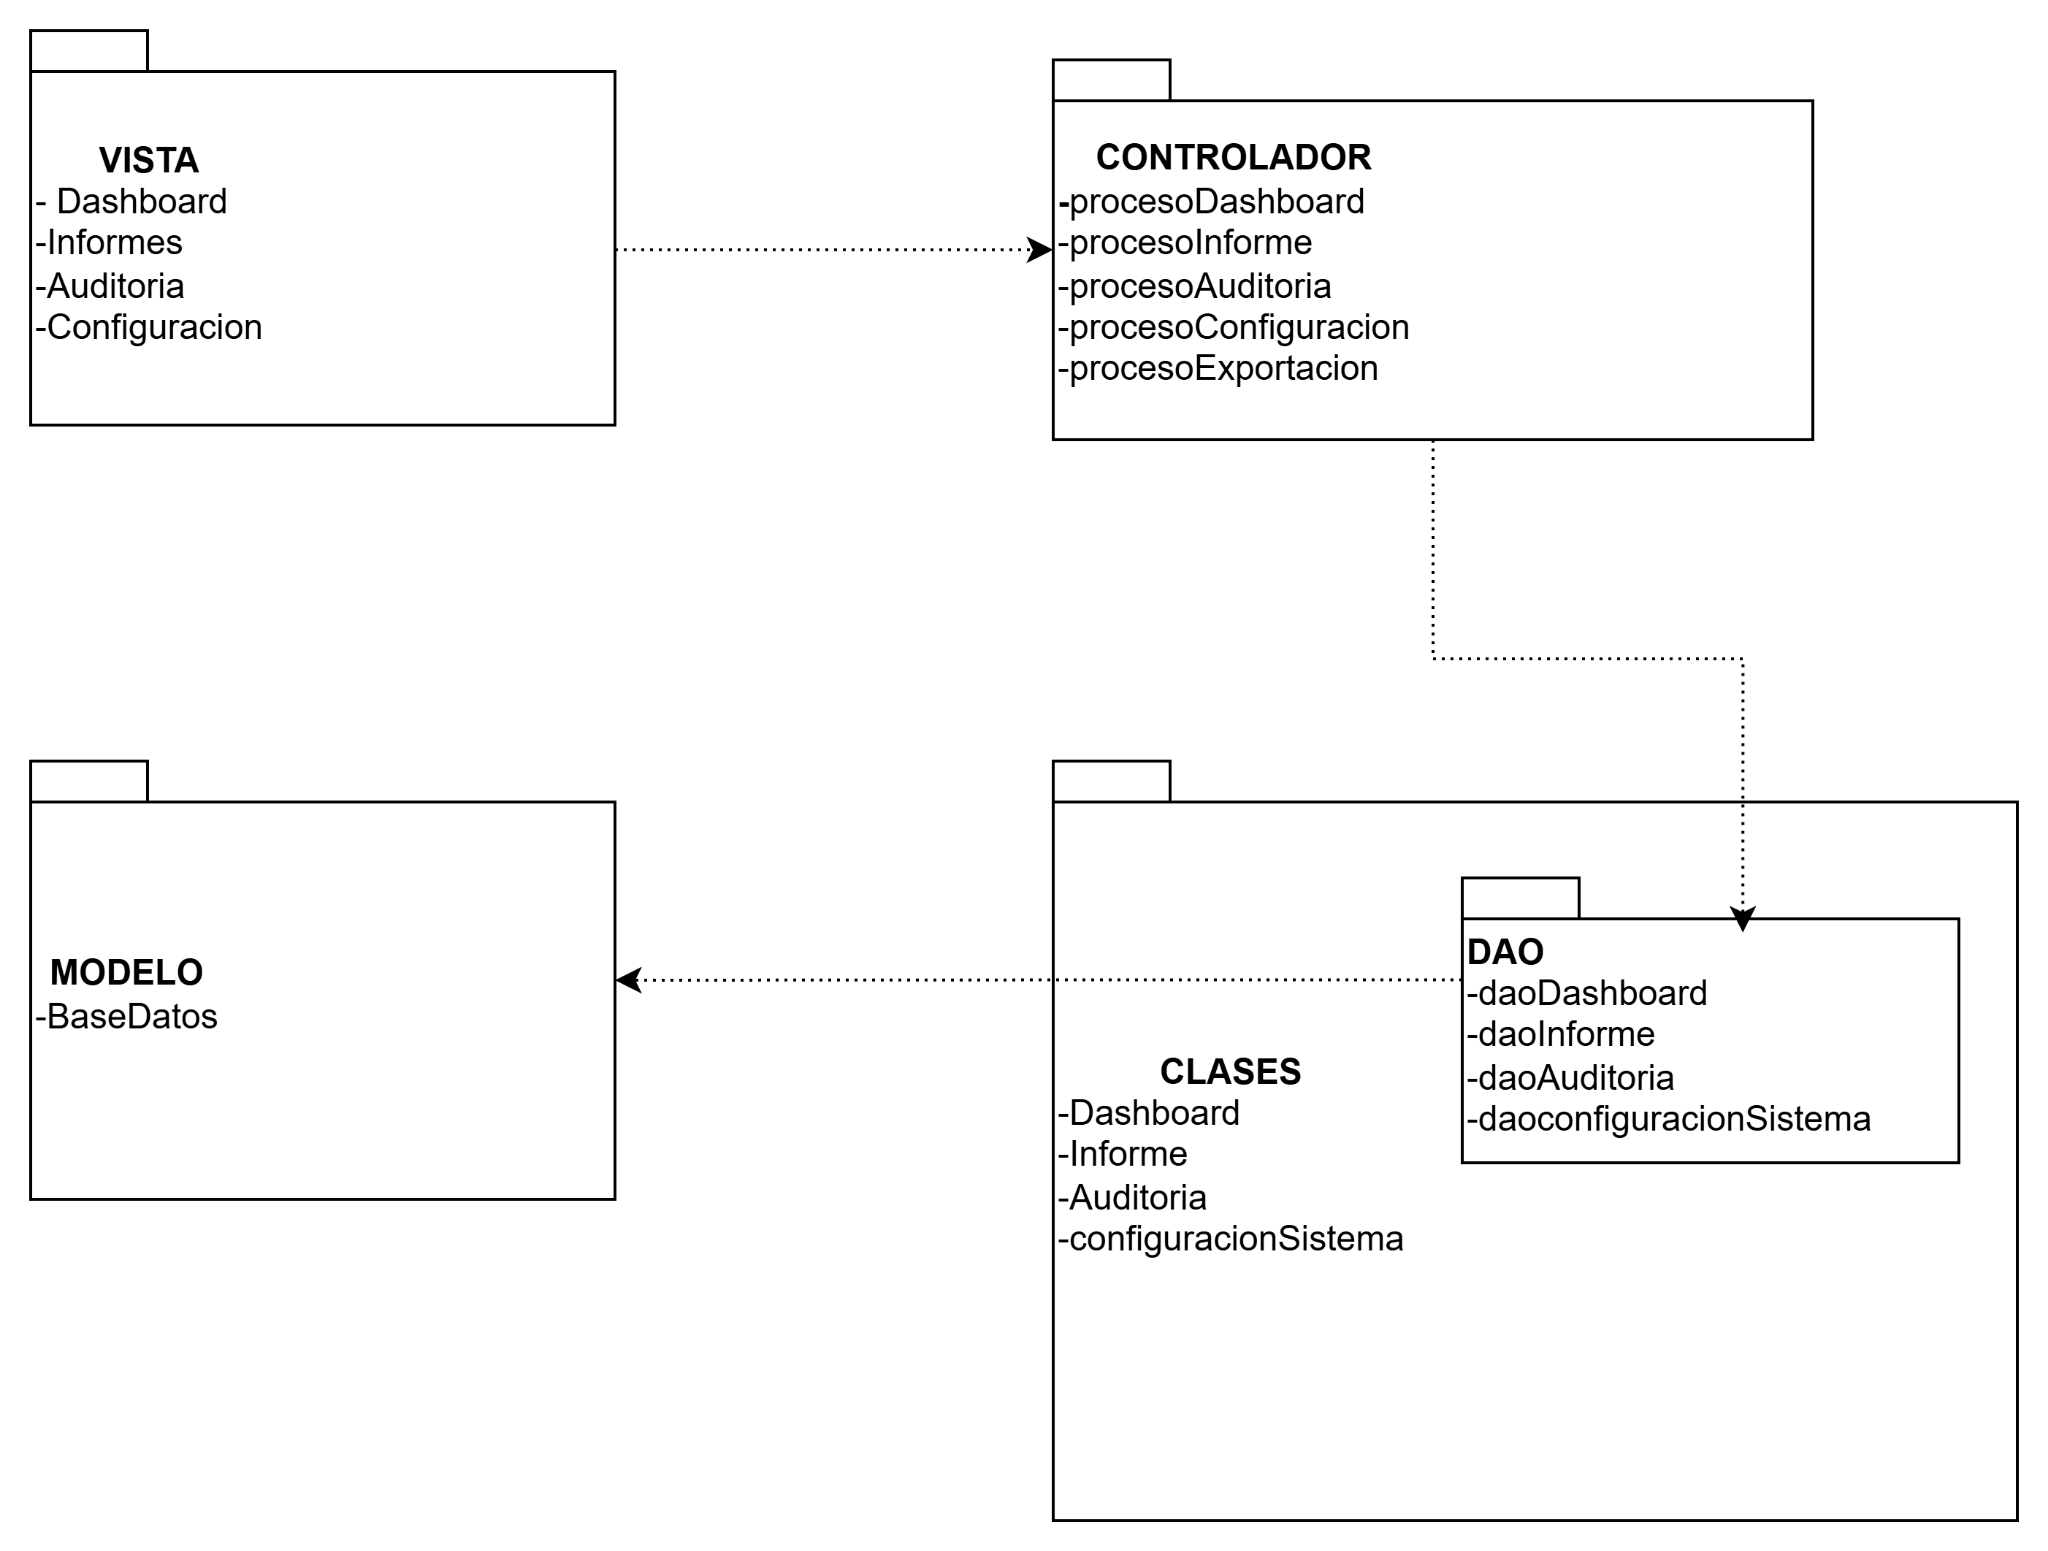 VISTA
- Dashboard
-Informes
-Auditoria
-Configuracion
CONTROLADOR
-procesoDashboard
-procesoInforme
-procesoAuditoria
-procesoConfiguracion
-procesoExportacion
MODELO
-BaseDatos
CLASES
-Dashboard
-Informe
-Auditoria
-configuracionSistema
DAO
-daoDashboard
-daoInforme
-daoAuditoria
-daoconfiguracionSistema